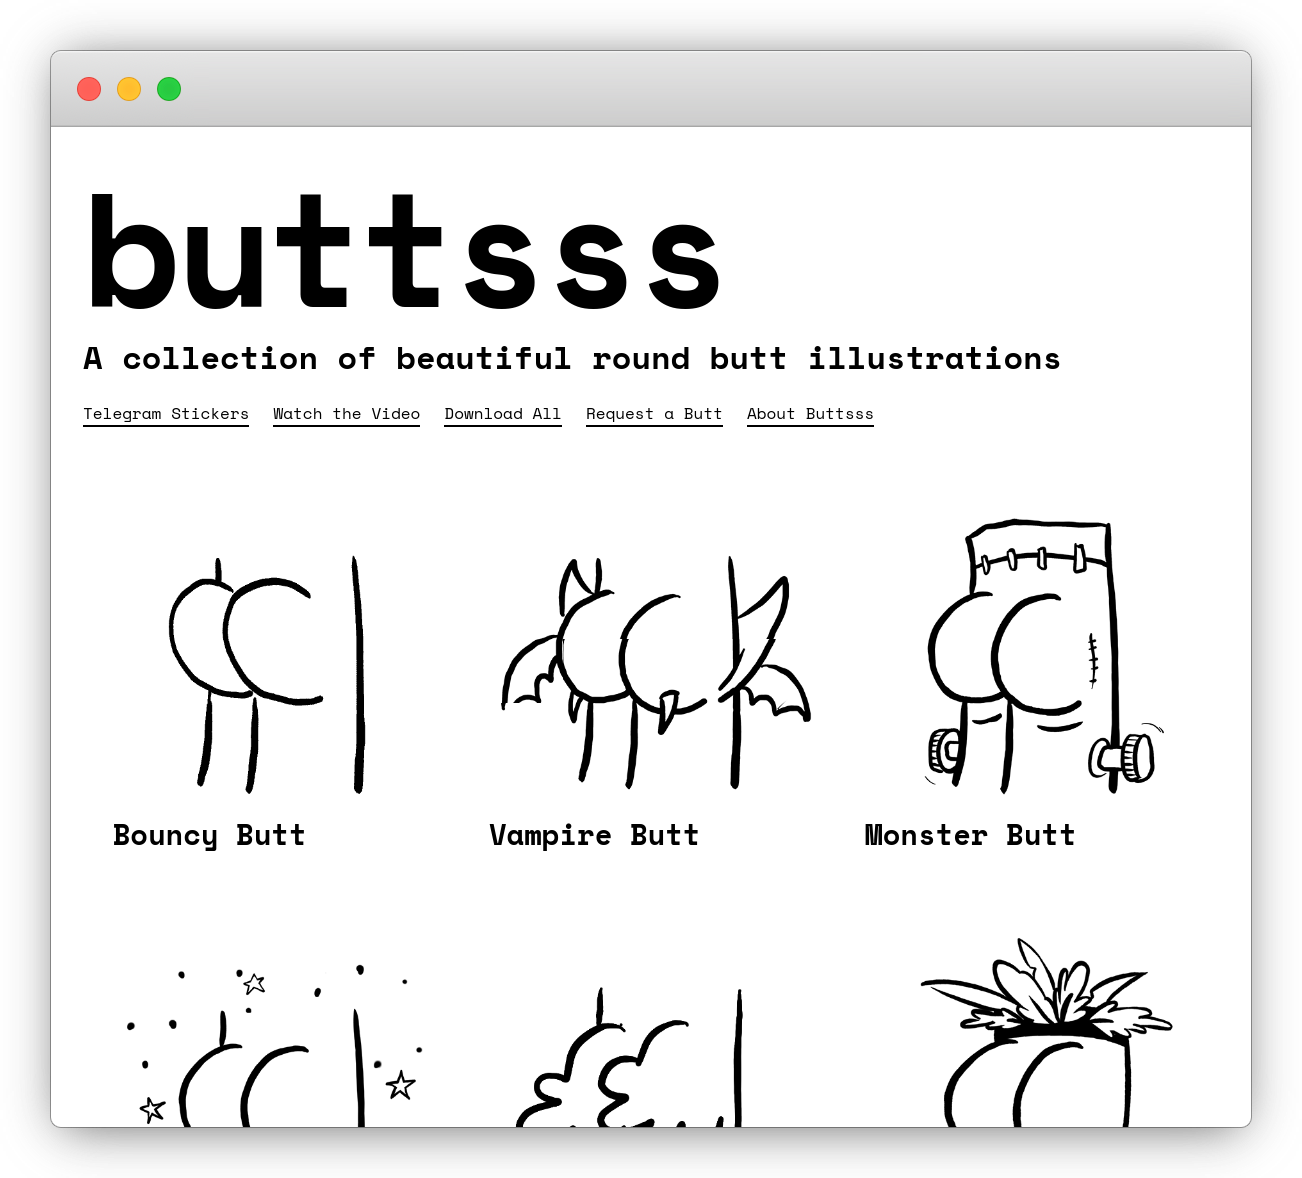 buttsss
A collection of beautiful round butt illustrations
Telegram Stickers Watch the Video Download All Request a Butt About Buttsss
Bouncy Butt Vampire Butt Monster Butt